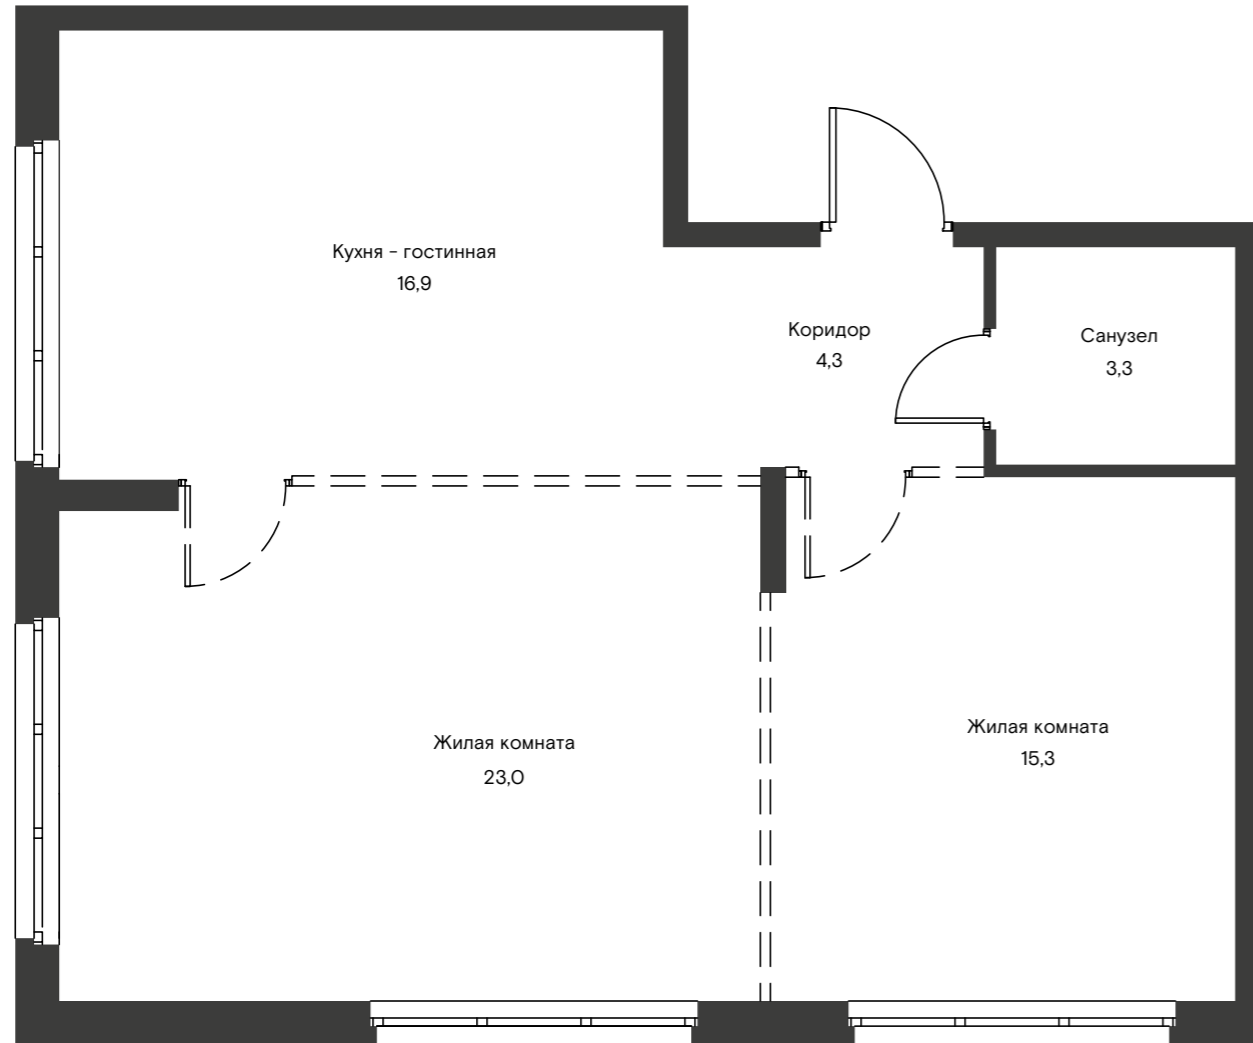 Кухня - гостинная
16,9
Коридор
4,3
Санузел
3,3
Жилая комната
23,0
Жилая комната
15,3